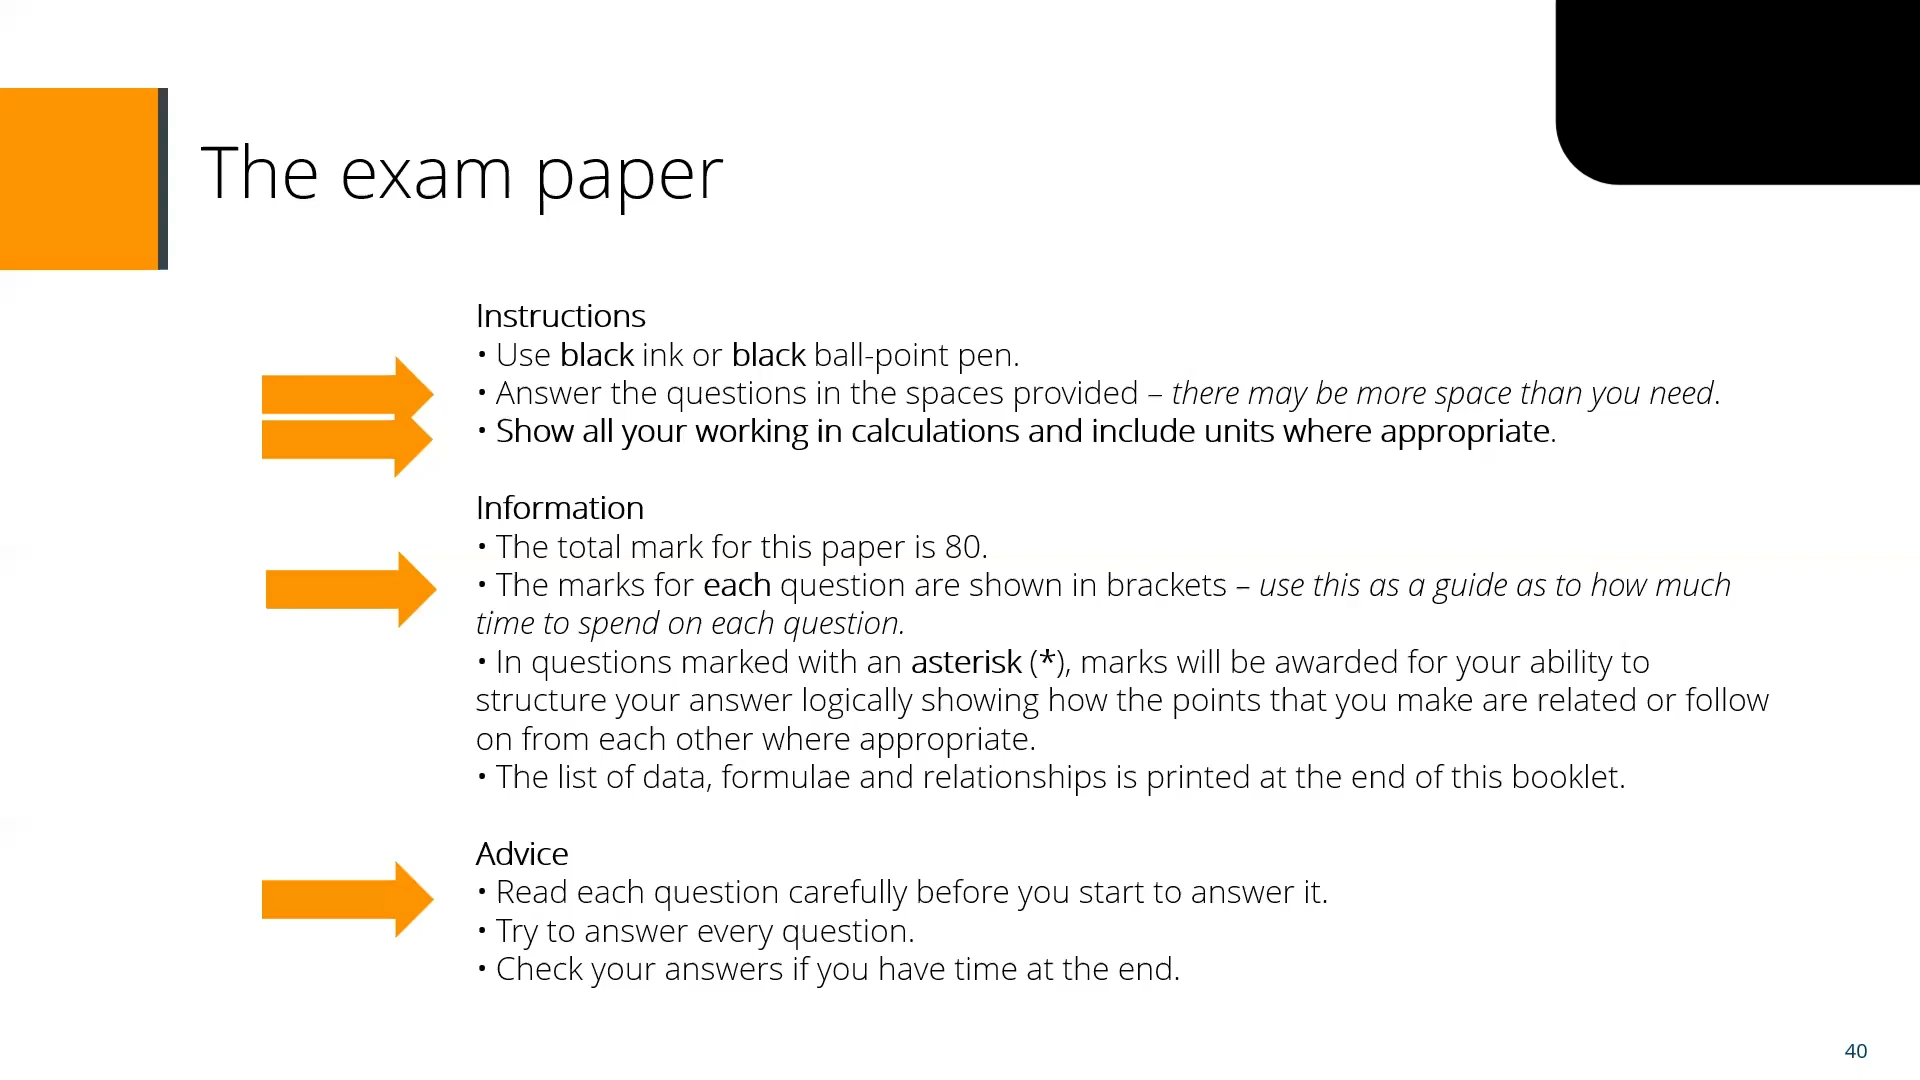 The exam paper
Instructions
• Use black ink or black ball-point pen.
• Answer the questions in the spaces provided – there may be more space than you need.
• Show all your working in calculations and include units where appropriate.
Information
• The total mark for this paper is 80.
• The marks for each question are shown in brackets – use this as a guide as to how much
time to spend on each question.
• In questions marked with an asterisk (*), marks will be awarded for your ability to
structure your answer logically showing how the points that you make are related or follow
on from each other where appropriate.
• The list of data, formulae and relationships is printed at the end of this booklet.
Advice
• Read each question carefully before you start to answer it.
• Try to answer every question.
• Check your answers if you have time at the end.
40